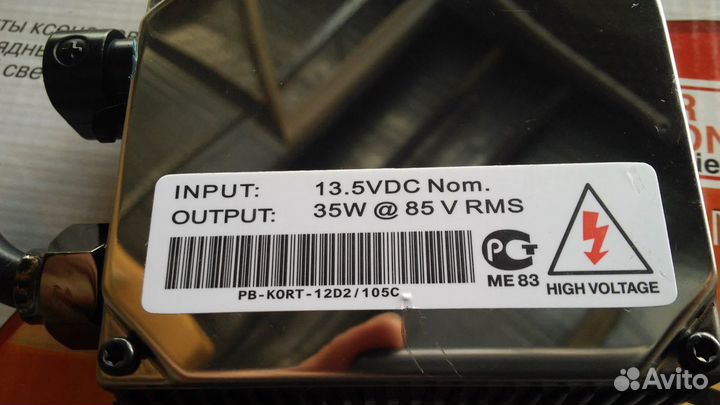 INPUT: 13.5VDC Nom.
OUTPUT: 35W @ 85 V RMS
PB-KORT-12D2/105C
РСТ
ME 83
HIGH VOLTAGE
Avito